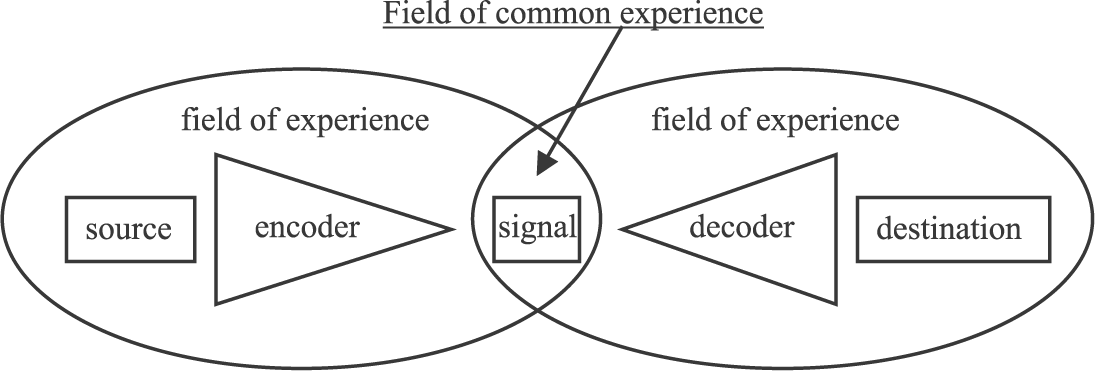 Field of common experience
field of experience
field of experience
source
encoder
signal
decoder
destination